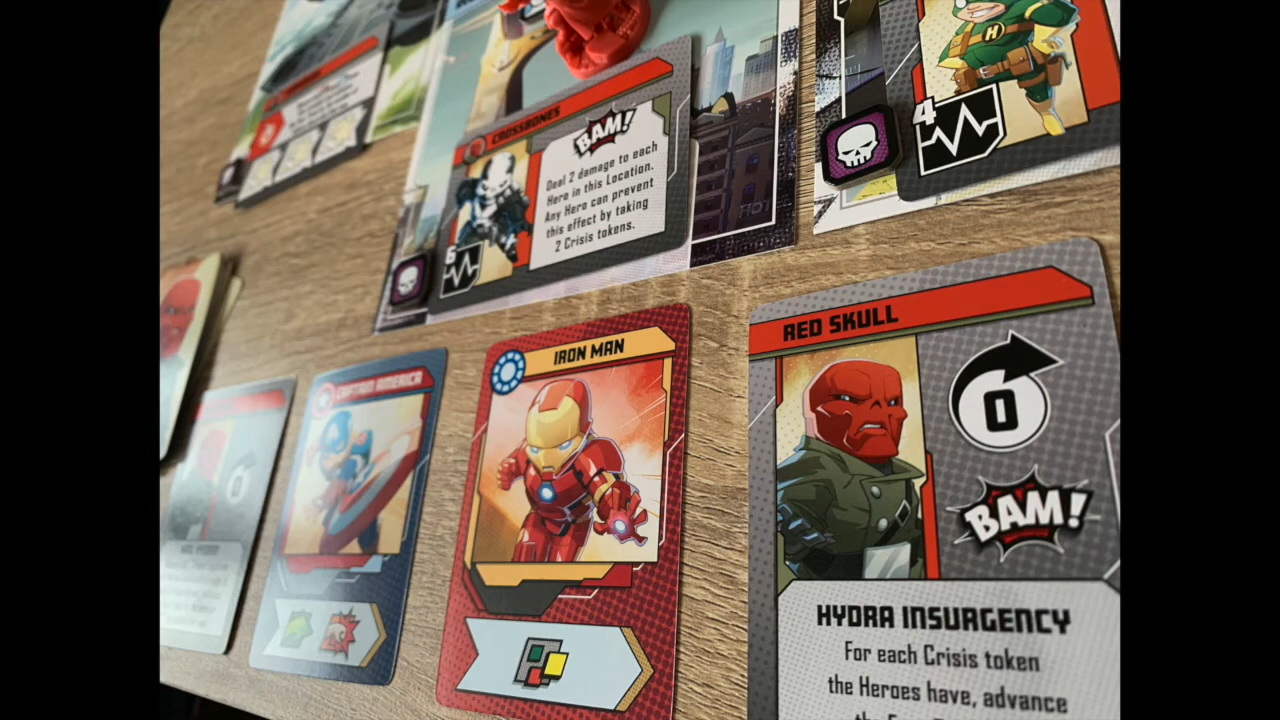 CROSSBONES
BAM!
Deal 2 damage to each
Hero in this Location.
Any Hero can prevent
this effect by taking
2 Crisis tokens.
6
4
H
CAPTAIN AMERICA
IRON MAN
RED SKULL
0
BAM!
HYDRA INSURGENCY
For each Crisis token
the Heroes have, advance